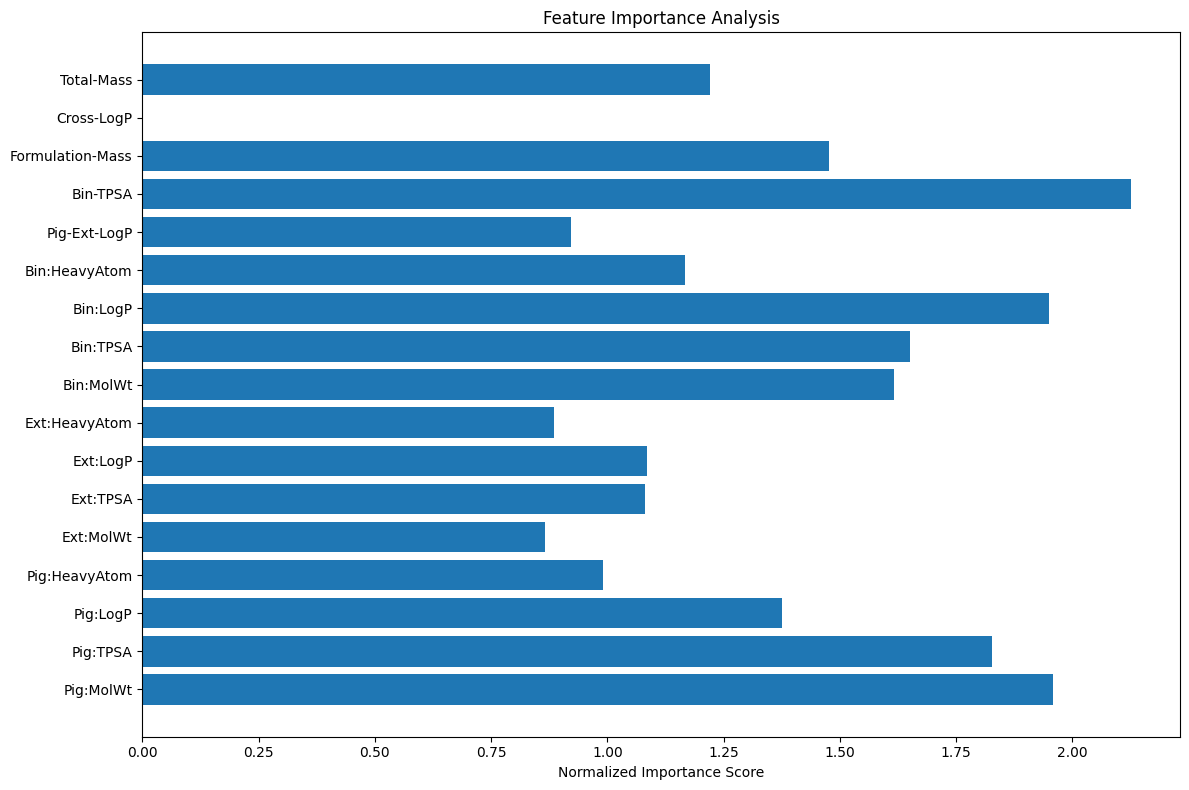 Feature Importance Analysis
Total-Mass
Cross-LogP
Formulation-Mass
Bin-TPSA
Pig-Ext-LogP
Bin:HeavyAtom
Bin:LogP
Bin:TPSA
Bin:MolWt
Ext:HeavyAtom
Ext:LogP
Ext:TPSA
Ext:MolWt
Pig:HeavyAtom
Pig:LogP
Pig:TPSA
Pig:MolWt
0.00 0.25 0.50 0.75 1.00 1.25 1.50 1.75 2.00
Normalized Importance Score